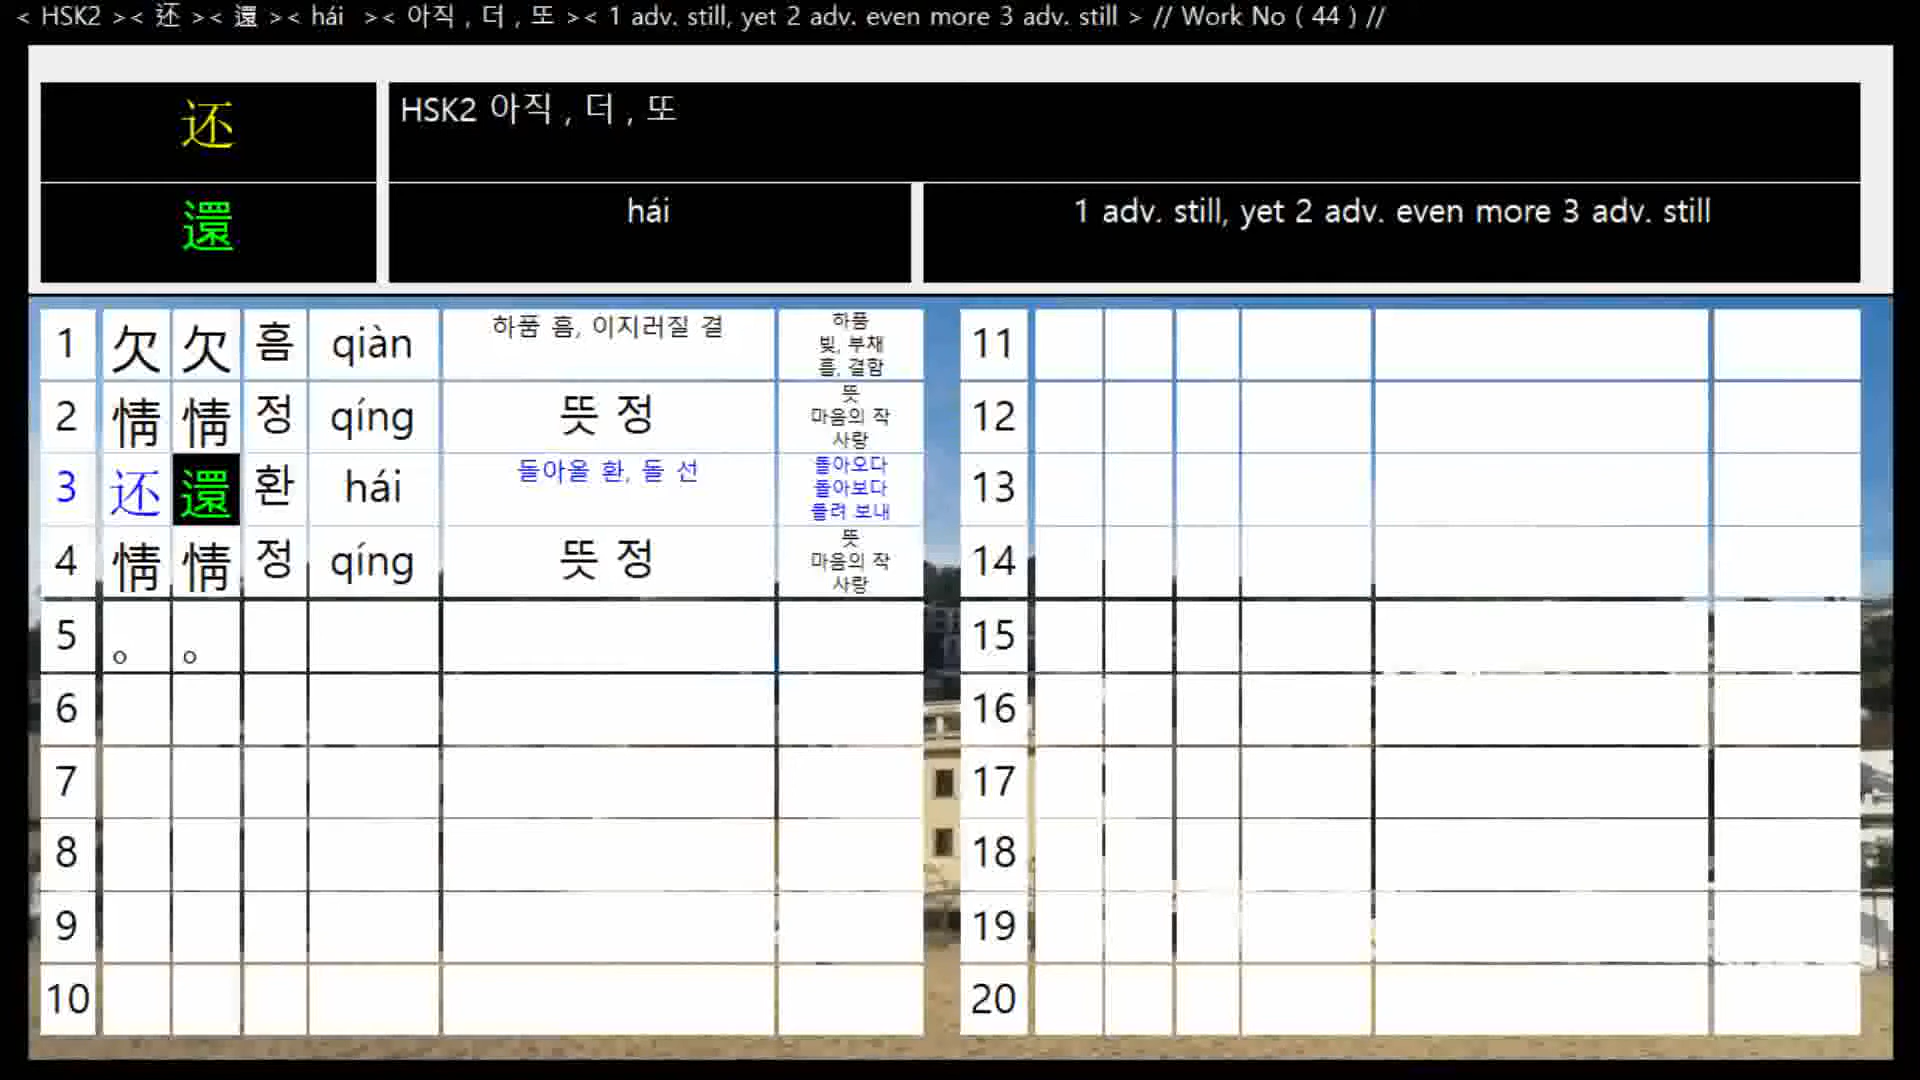 < HSK2 >< 还 >< 還 >< hái >< 아직 , 더 , 또 >< 1 adv. still, yet 2 adv. even more 3 adv. still > // Work No ( 44 ) //
还
HSK2 아직 , 더 , 또
還
hái
1 adv. still, yet 2 adv. even more 3 adv. still
1 欠 欠 흠 qiàn 하품 흠, 이지러질 결 하품
빚, 부채
흠, 결함
2 情 情 정 qíng 뜻 정 뜻
마음의 작
사랑
3 还 還 환 hái 돌아올 환, 돌 선 돌아오다
돌아보다
돌려 보내
4 情 情 정 qíng 뜻 정 뜻
마음의 작
사랑
5 。 。
6
7
8
9
10
11
12
13
14
15
16
17
18
19
20